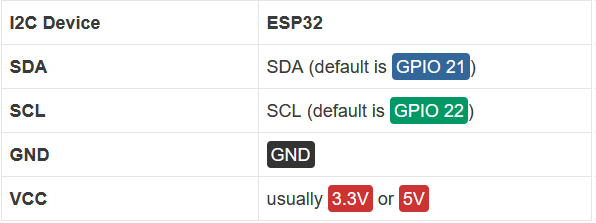 I2C Device ESP32
SDA SDA (default is GPIO 21)
SCL SCL (default is GPIO 22)
GND GND
VCC usually 3.3V or 5V